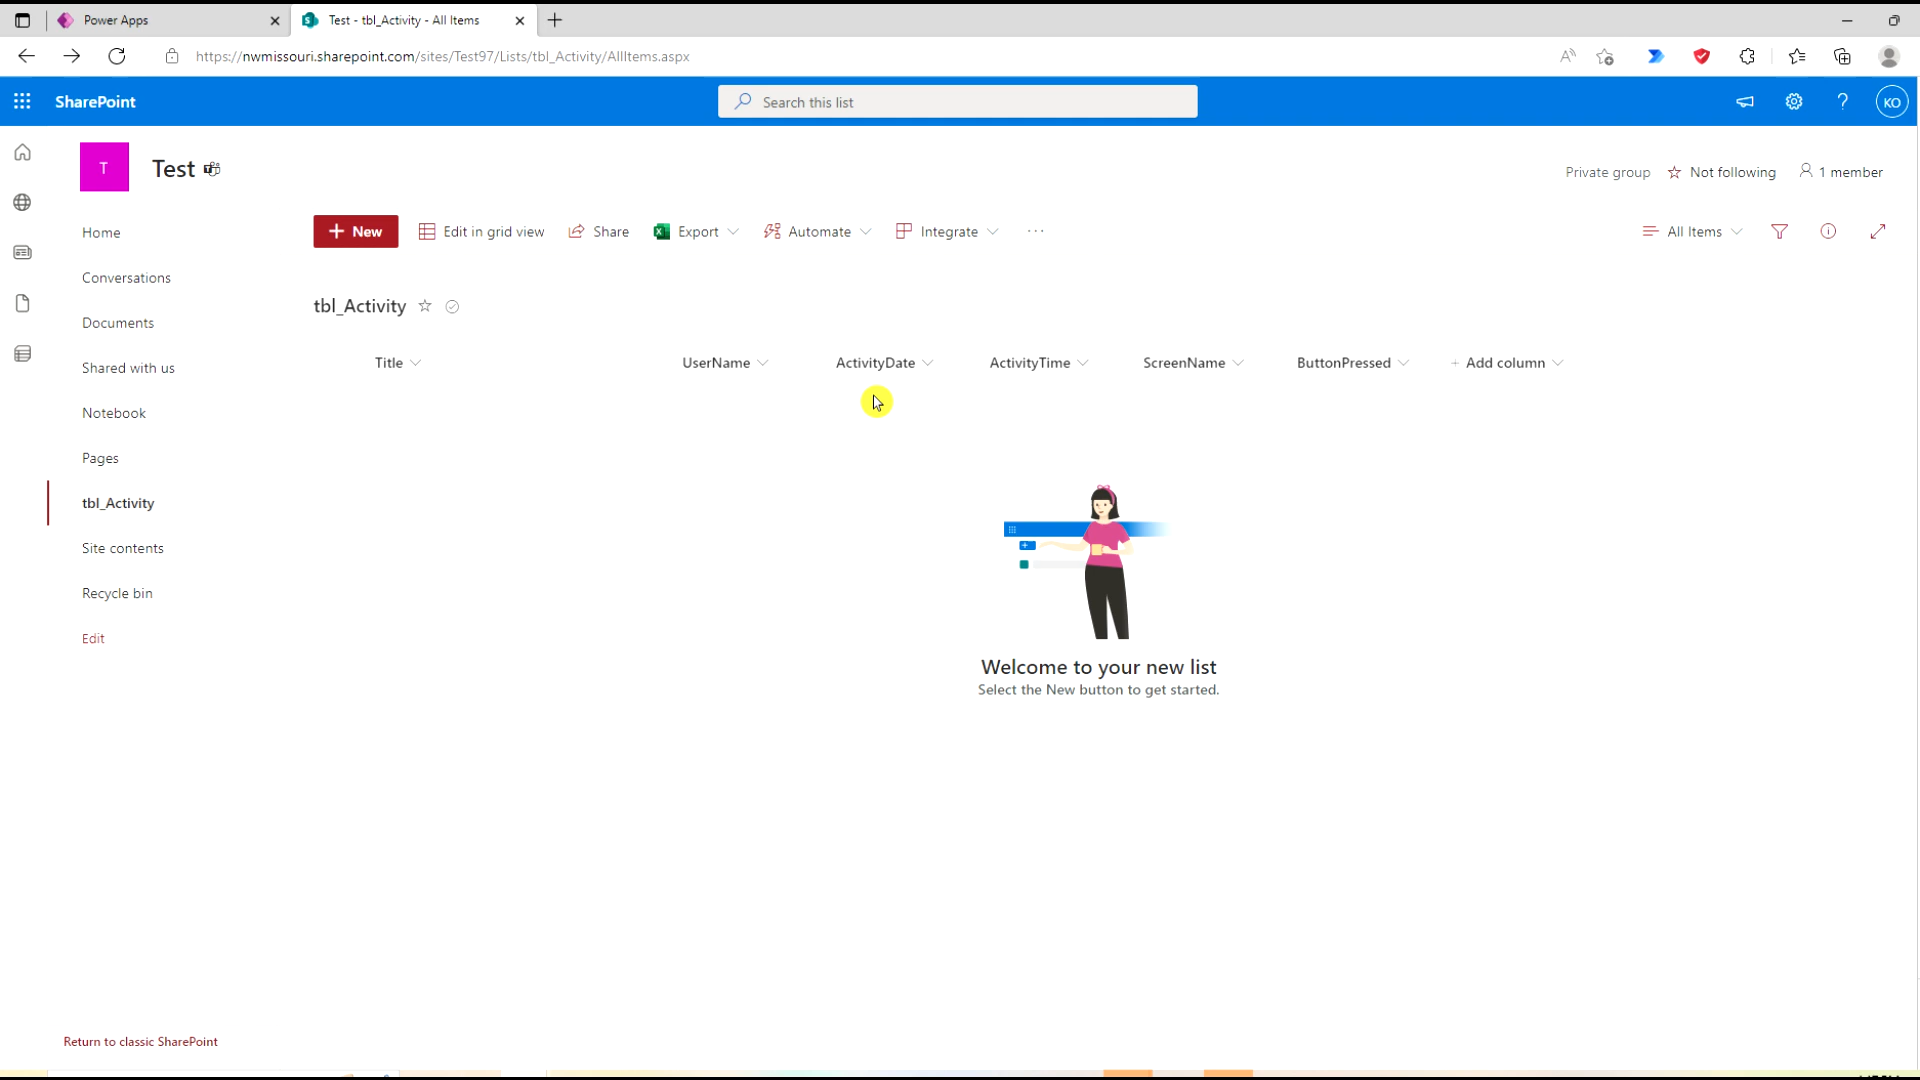 Power Apps
Test - tbl_Activity - All Items
https://nwmissouri.sharepoint.com/sites/Test97/Lists/tbl_Activity/AllItems.aspx
SharePoint
Search this list
KO
T
Test
Private group
Not following
1 member
Home
Conversations
Documents
Shared with us
Notebook
Pages
tbl_Activity
Site contents
Recycle bin
Edit
+ New
Edit in grid view
Share
Export
Automate
Integrate
...
All Items
tbl_Activity
Title
UserName
ActivityDate
ActivityTime
ScreenName
ButtonPressed
+ Add column
Welcome to your new list
Select the New button to get started.
Return to classic SharePoint